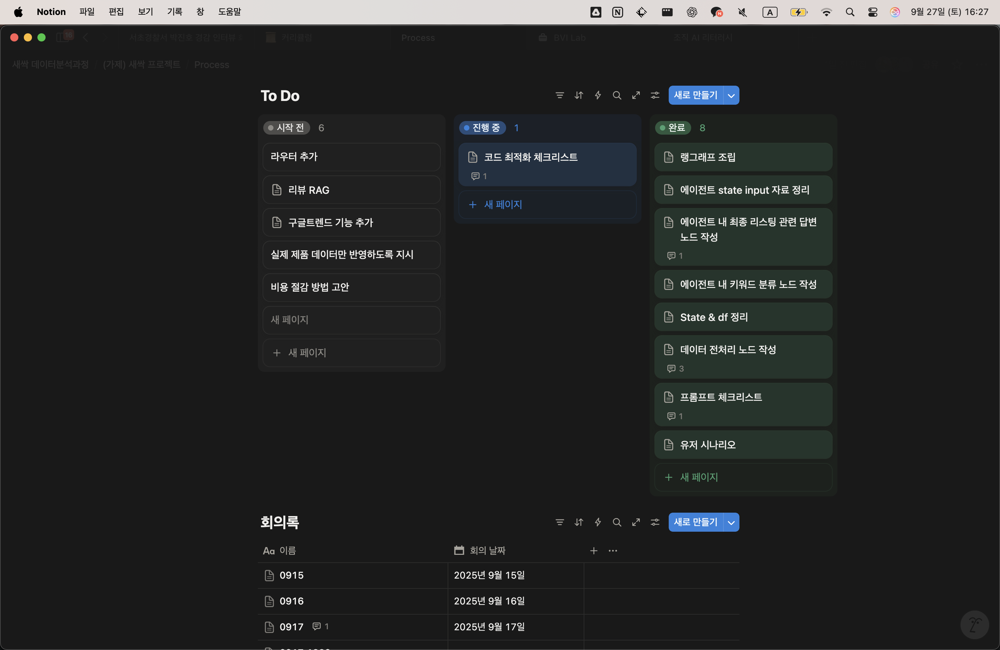 Notion 파일 편집 보기 기록 창 도움말 A 9월 27일 (토) 16:27
16 서초경찰서 박진호 경감 인터뷰 커리큘럼 Process BVI Lab 조직 AI 리터러시
새싹 데이터분석과정 / (가제) 새싹 프로젝트 / Process
To Do
새로 만들기
시작 전 6
라우터 추가
리뷰 RAG
구글트렌드 기능 추가
실제 제품 데이터만 반영하도록 지시
비용 절감 방법 고안
새 페이지
+ 새 페이지
진행 중 1
코드 최적화 체크리스트
1
+ 새 페이지
완료 8
랭그래프 조립
에이전트 state input 자료 정리
에이전트 내 최종 리스팅 관련 답변
노드 작성
1
에이전트 내 키워드 분류 노드 작성
State & df 정리
데이터 전처리 노드 작성
3
프롬프트 체크리스트
1
유저 시나리오
+ 새 페이지
회의록
새로 만들기
Aa 이름 회의 날짜
0915 2025년 9월 15일
0916 2025년 9월 16일
0917 1 2025년 9월 17일